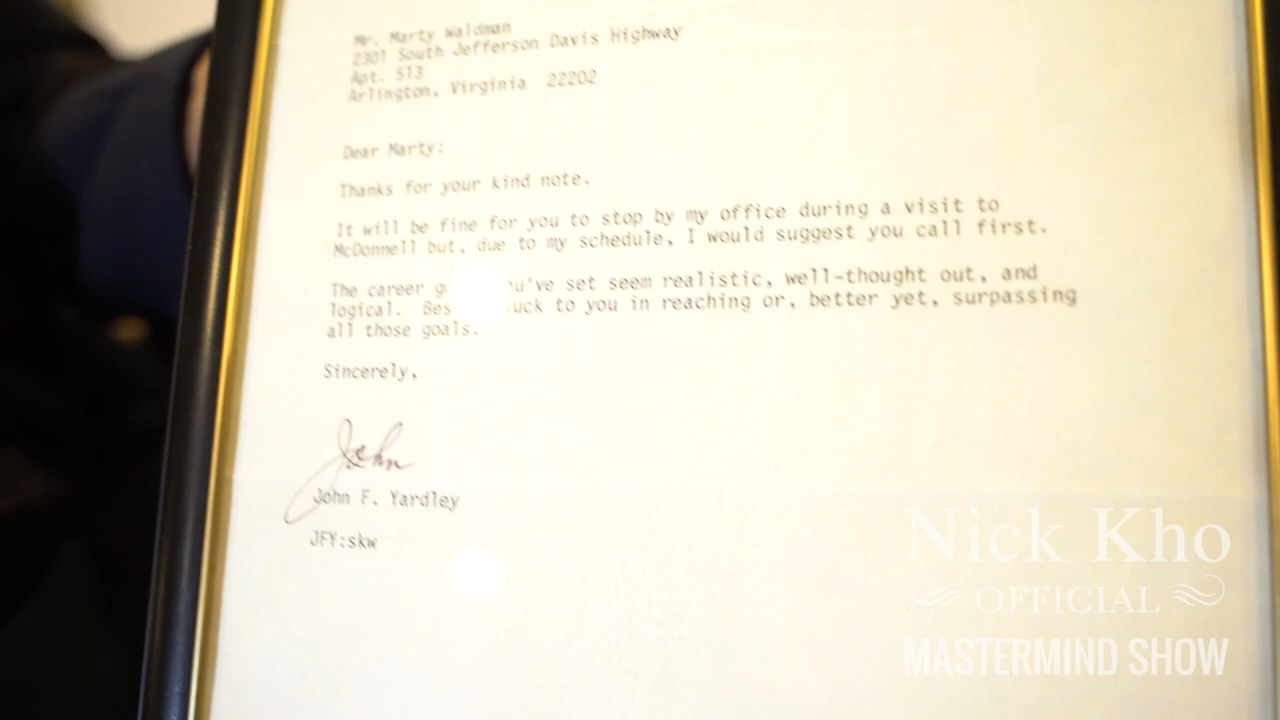 Mr. Marty Waldman
2301 South Jefferson Davis Highway
Apt. 513
Arlington, Virginia 22202
Dear Marty:
Thanks for your kind note.
It will be fine for you to stop by my office during a visit to
McDonnell but, due to my schedule, I would suggest you call first.
The career g u've set seem realistic, well-thought out, and
logical. Bes uck to you in reaching or, better yet, surpassing
all those goals.
Sincerely,
John
John F. Yardley
JFY:skw
Nick Kho
OFFICIAL
MASTERMIND SHOW